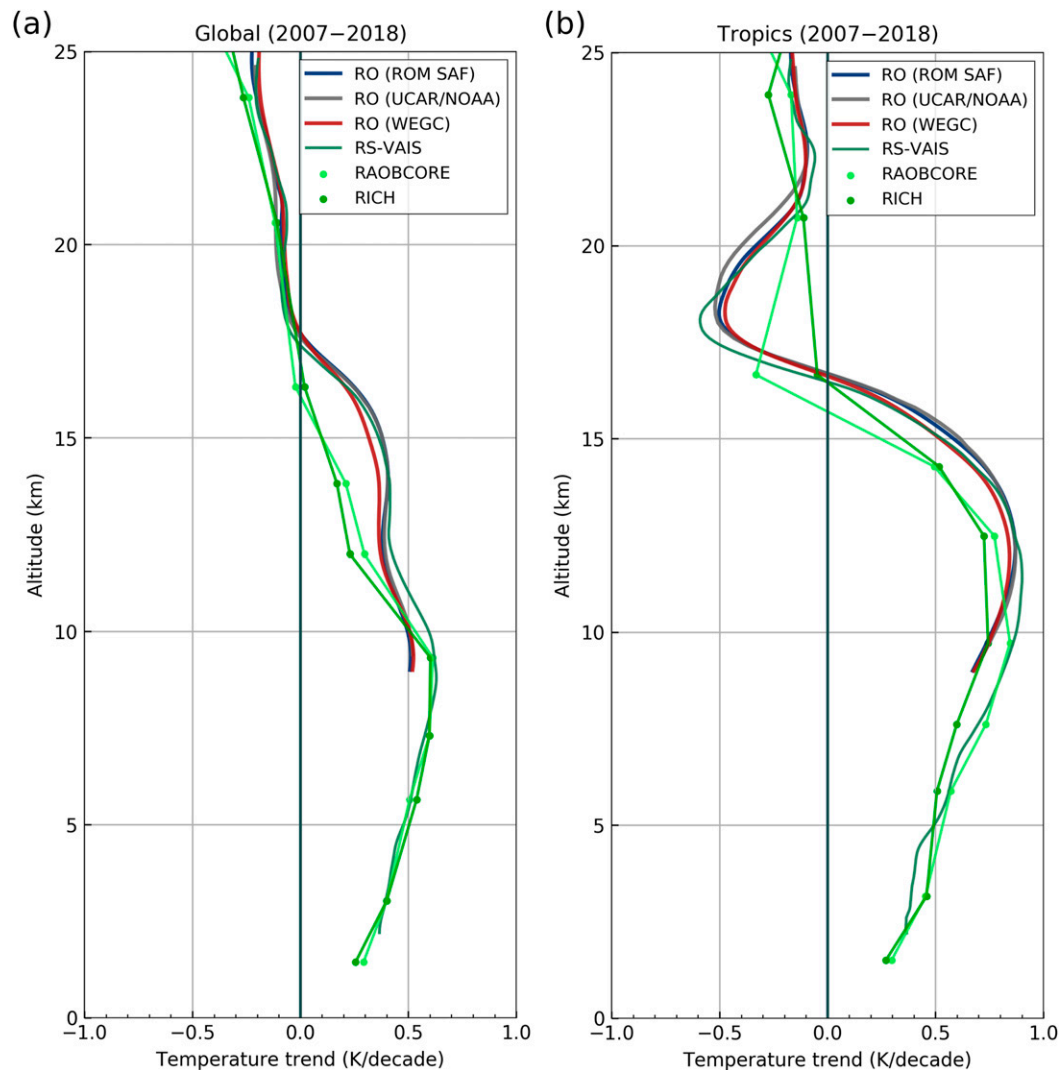 (a)
Global (2007−2018)
RO (ROM SAF)
RO (UCAR/NOAA)
RO (WEGC)
RS-VAIS
RAOBCORE
RICH
25
20
15
10
5
0
Altitude (km)
−1.0 −0.5 0.0 0.5 1.0
Temperature trend (K/decade)
(b)
Tropics (2007−2018)
RO (ROM SAF)
RO (UCAR/NOAA)
RO (WEGC)
RS-VAIS
RAOBCORE
RICH
25
20
15
10
5
0
Altitude (km)
−1.0 −0.5 0.0 0.5 1.0
Temperature trend (K/decade)